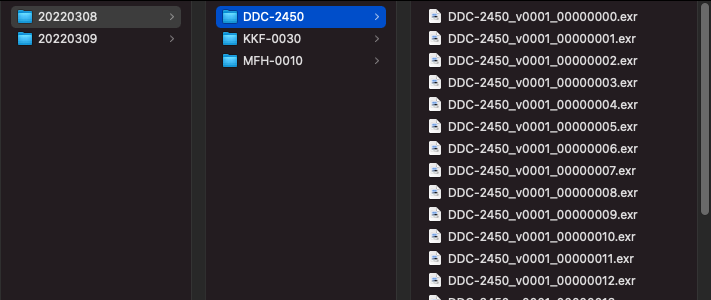 20220308
20220309
DDC-2450
KKF-0030
MFH-0010
DDC-2450_v0001_00000000.exr
DDC-2450_v0001_00000001.exr
DDC-2450_v0001_00000002.exr
DDC-2450_v0001_00000003.exr
DDC-2450_v0001_00000004.exr
DDC-2450_v0001_00000005.exr
DDC-2450_v0001_00000006.exr
DDC-2450_v0001_00000007.exr
DDC-2450_v0001_00000008.exr
DDC-2450_v0001_00000009.exr
DDC-2450_v0001_00000010.exr
DDC-2450_v0001_00000011.exr
DDC-2450_v0001_00000012.exr